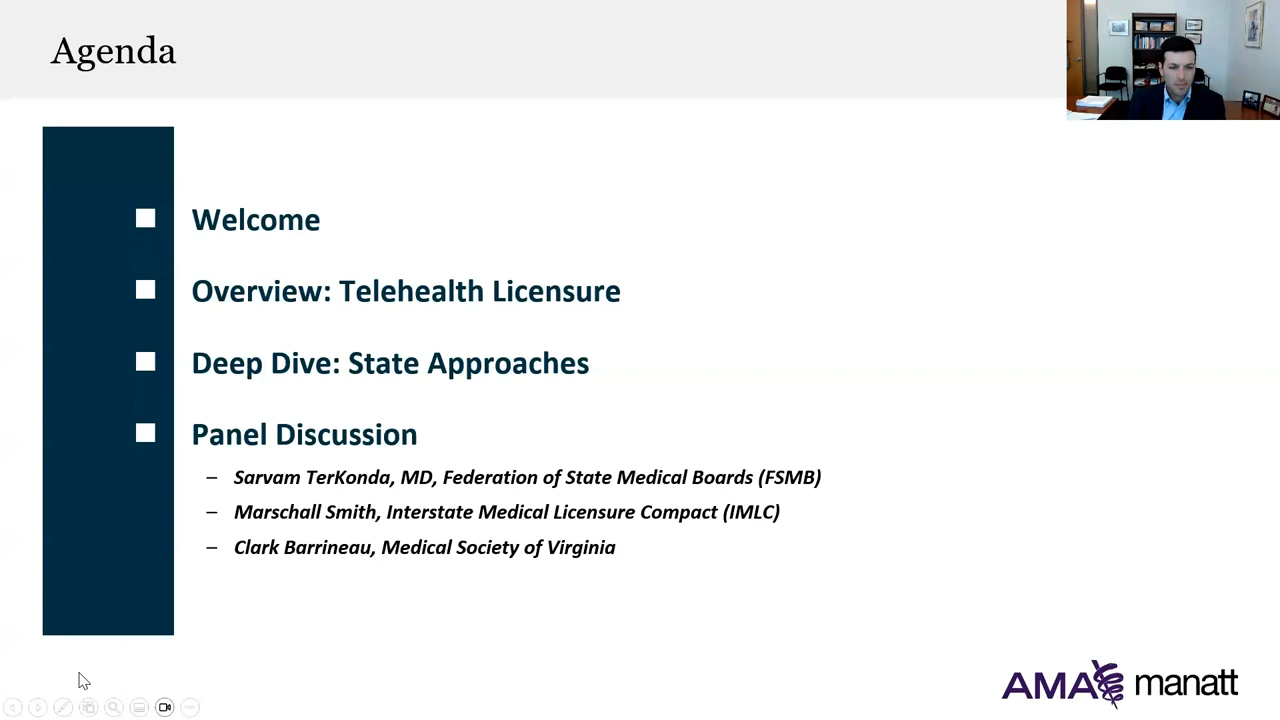 Agenda
Welcome
Overview: Telehealth Licensure
Deep Dive: State Approaches
Panel Discussion
– Sarvam TerKonda, MD, Federation of State Medical Boards (FSMB)
– Marschall Smith, Interstate Medical Licensure Compact (IMLC)
– Clark Barrineau, Medical Society of Virginia
AMA manatt